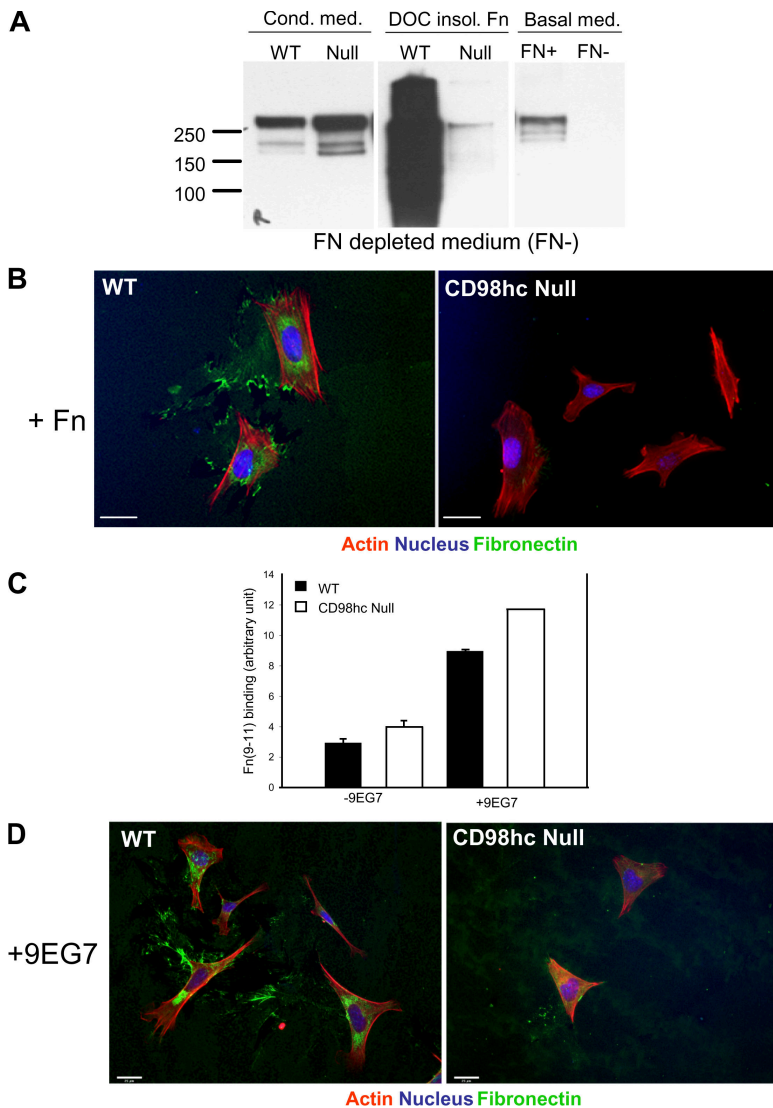 A
Cond. med. DOC insol. Fn Basal med.
WT Null WT Null FN+ FN-
250
150
100
FN depleted medium (FN-)
B
WT
CD98hc Null
+ Fn
Actin Nucleus Fibronectin
C
Fn(9-11) binding (arbitrary unit)
14
12
10
8
6
4
2
0
WT
CD98hc Null
-9EG7 +9EG7
D
WT
CD98hc Null
+9EG7
Actin Nucleus Fibronectin